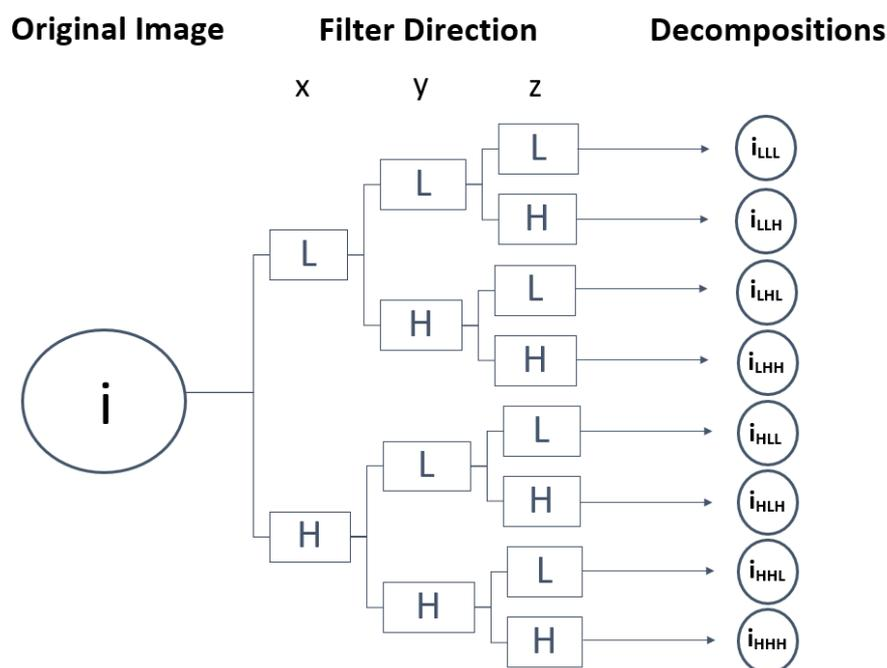 Original Image Filter Direction Decompositions
x y z
L i_LLL
L
H i_LLH
L
L i_LHL
H
H i_LHH
i
L i_HLL
L
H i_HLH
H
L i_HHL
H
H i_HHH